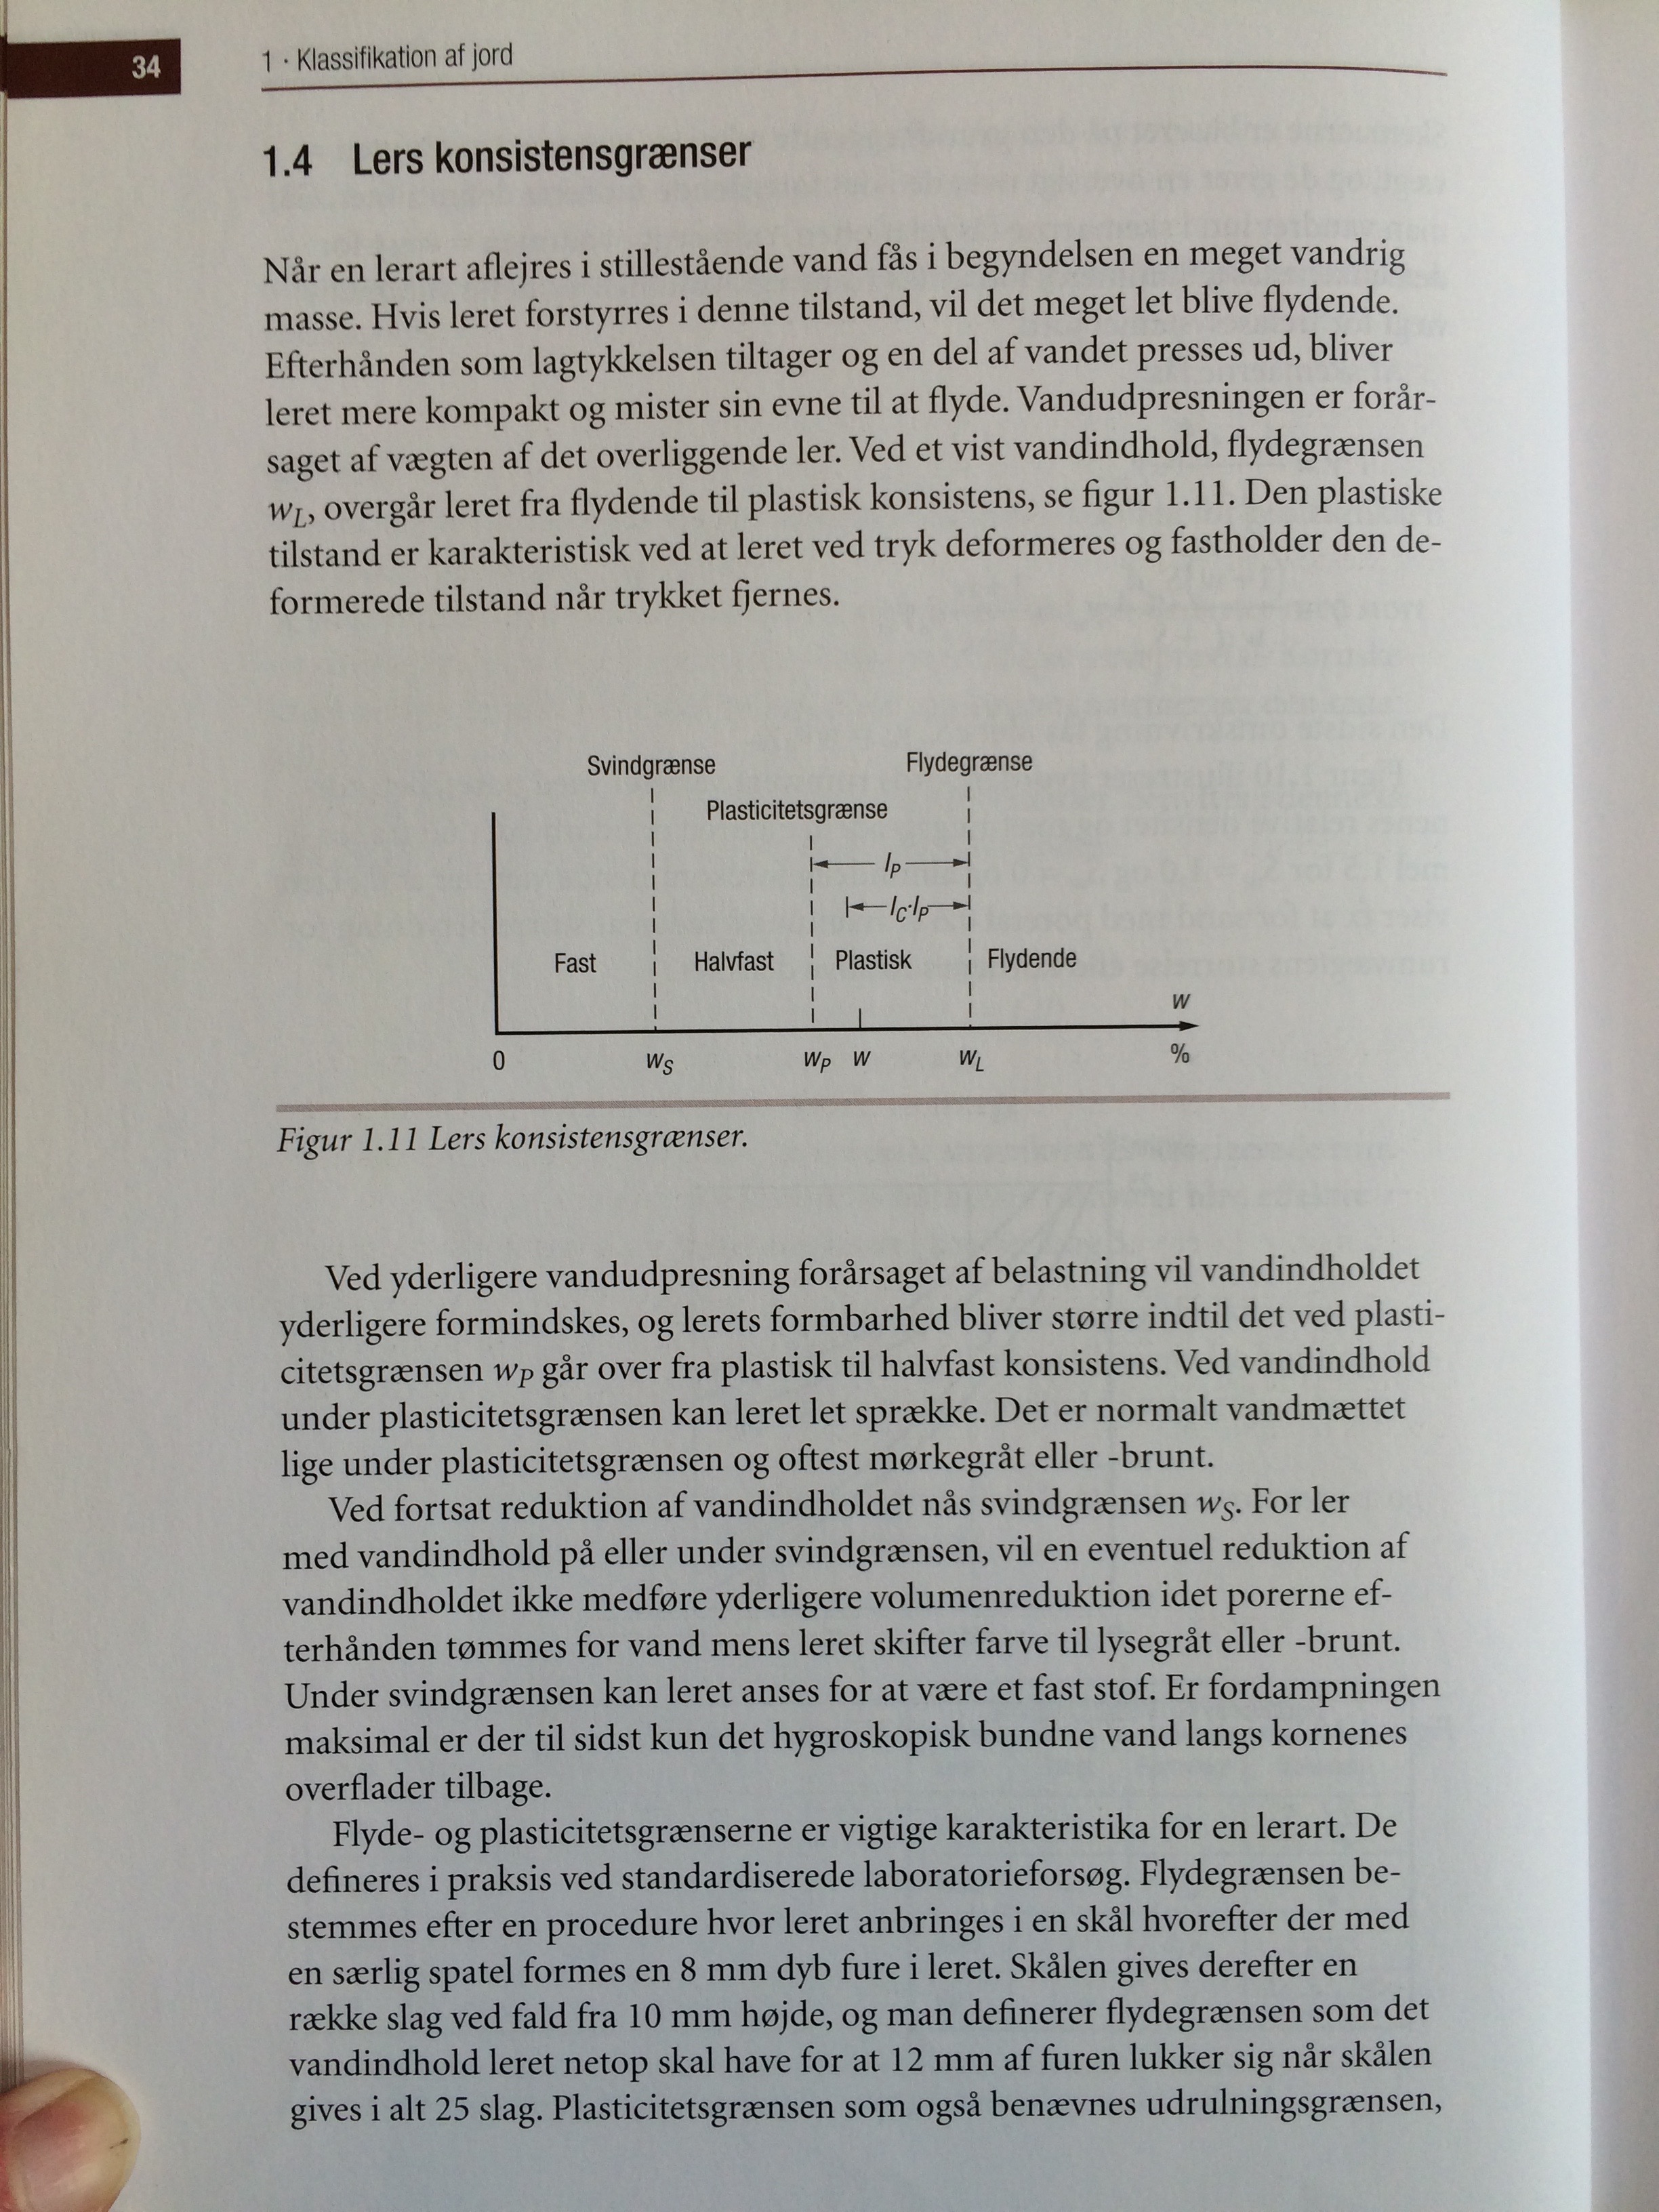 34
1 · Klassifikation af jord
1.4 Lers konsistensgrænser
Når en lerart aflejres i stillestående vand fås i begyndelsen en meget vandrig
masse. Hvis leret forstyrres i denne tilstand, vil det meget let blive flydende.
Efterhånden som lagtykkelsen tiltager og en del af vandet presses ud, bliver
leret mere kompakt og mister sin evne til at flyde. Vandudpresningen er forår-
saget af vægten af det overliggende ler. Ved et vist vandindhold, flydegrænsen
w_L, overgår leret fra flydende til plastisk konsistens, se figur 1.11. Den plastiske
tilstand er karakteristisk ved at leret ved tryk deformeres og fastholder den de-
formerede tilstand når trykket fjernes.
Svindgrænse Flydegrænse
Plasticitetsgrænse
I_P
I_C·I_P
Fast Halvfast Plastisk Flydende
w
0 w_S w_P w w_L %
Figur 1.11 Lers konsistensgrænser.
Ved yderligere vandudpresning forårsaget af belastning vil vandindholdet
yderligere formindskes, og lerets formbarhed bliver større indtil det ved plasti-
citetsgrænsen w_P går over fra plastisk til halvfast konsistens. Ved vandindhold
under plasticitetsgrænsen kan leret let sprække. Det er normalt vandmættet
lige under plasticitetsgrænsen og oftest mørkegråt eller -brunt.
Ved fortsat reduktion af vandindholdet nås svindgrænsen w_S. For ler
med vandindhold på eller under svindgrænsen, vil en eventuel reduktion af
vandindholdet ikke medføre yderligere volumenreduktion idet porerne ef-
terhånden tømmes for vand mens leret skifter farve til lysegråt eller -brunt.
Under svindgrænsen kan leret anses for at være et fast stof. Er fordampningen
maksimal er der til sidst kun det hygroskopisk bundne vand langs kornenes
overflader tilbage.
Flyde- og plasticitetsgrænserne er vigtige karakteristika for en lerart. De
defineres i praksis ved standardiserede laboratorieforsøg. Flydegrænsen be-
stemmes efter en procedure hvor leret anbringes i en skål hvorefter der med
en særlig spatel formes en 8 mm dyb fure i leret. Skålen gives derefter en
række slag ved fald fra 10 mm højde, og man definerer flydegrænsen som det
vandindhold leret netop skal have for at 12 mm af furen lukker sig når skålen
gives i alt 25 slag. Plasticitetsgrænsen som også benævnes udrulningsgrænsen,